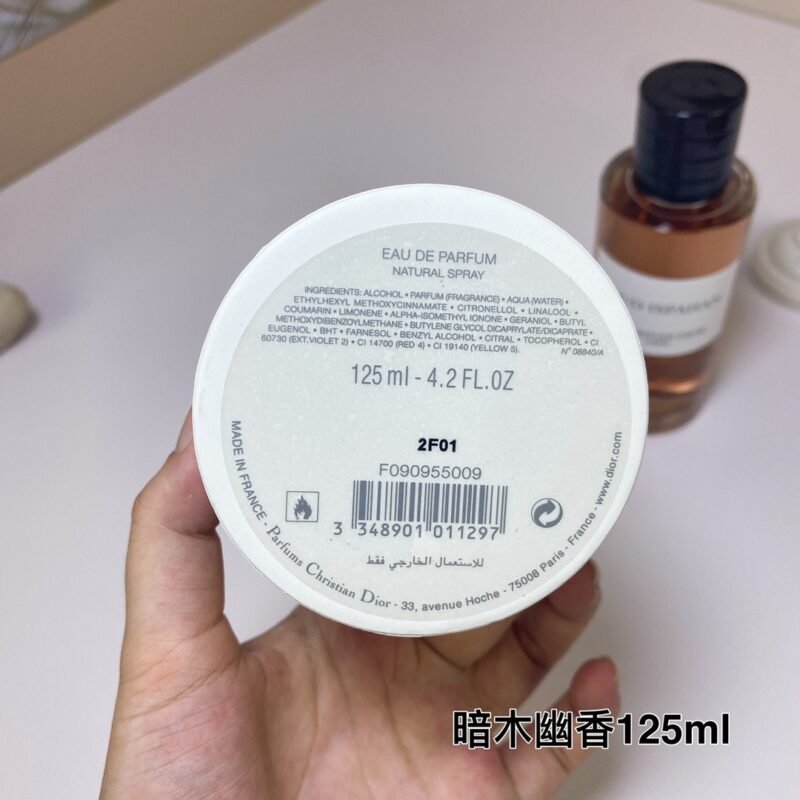 EAU DE PARFUM
NATURAL SPRAY
INGREDIENTS: ALCOHOL • PARFUM (FRAGRANCE) • AQUA (WATER) •
ETHYLHEXYL METHOXYCINNAMATE • CITRONELLOL • LINALOOL •
COUMARIN • LIMONENE • ALPHA-ISOMETHYL IONONE • GERANIOL • BUTYL
METHOXYDIBENZOYLMETHANE • BUTYLENE GLYCOL DICAPRYLATE/DICAPRATE •
EUGENOL • BHT • FARNESOL • BENZYL ALCOHOL • CITRAL • TOCOPHEROL • CI
60730 (EXT.VIOLET 2) • CI 14700 (RED 4) • CI 19140 (YELLOW 5). N° 08840/A
125 ml - 4.2 FL.OZ
2F01
F090955009
3 348901 011297
للاستعمال الخارجي فقط
MADE IN FRANCE - Parfums Christian Dior - 33, avenue Hoche - 75008 Paris - France - www.dior.com
ISPAHAN
暗木幽香125ml